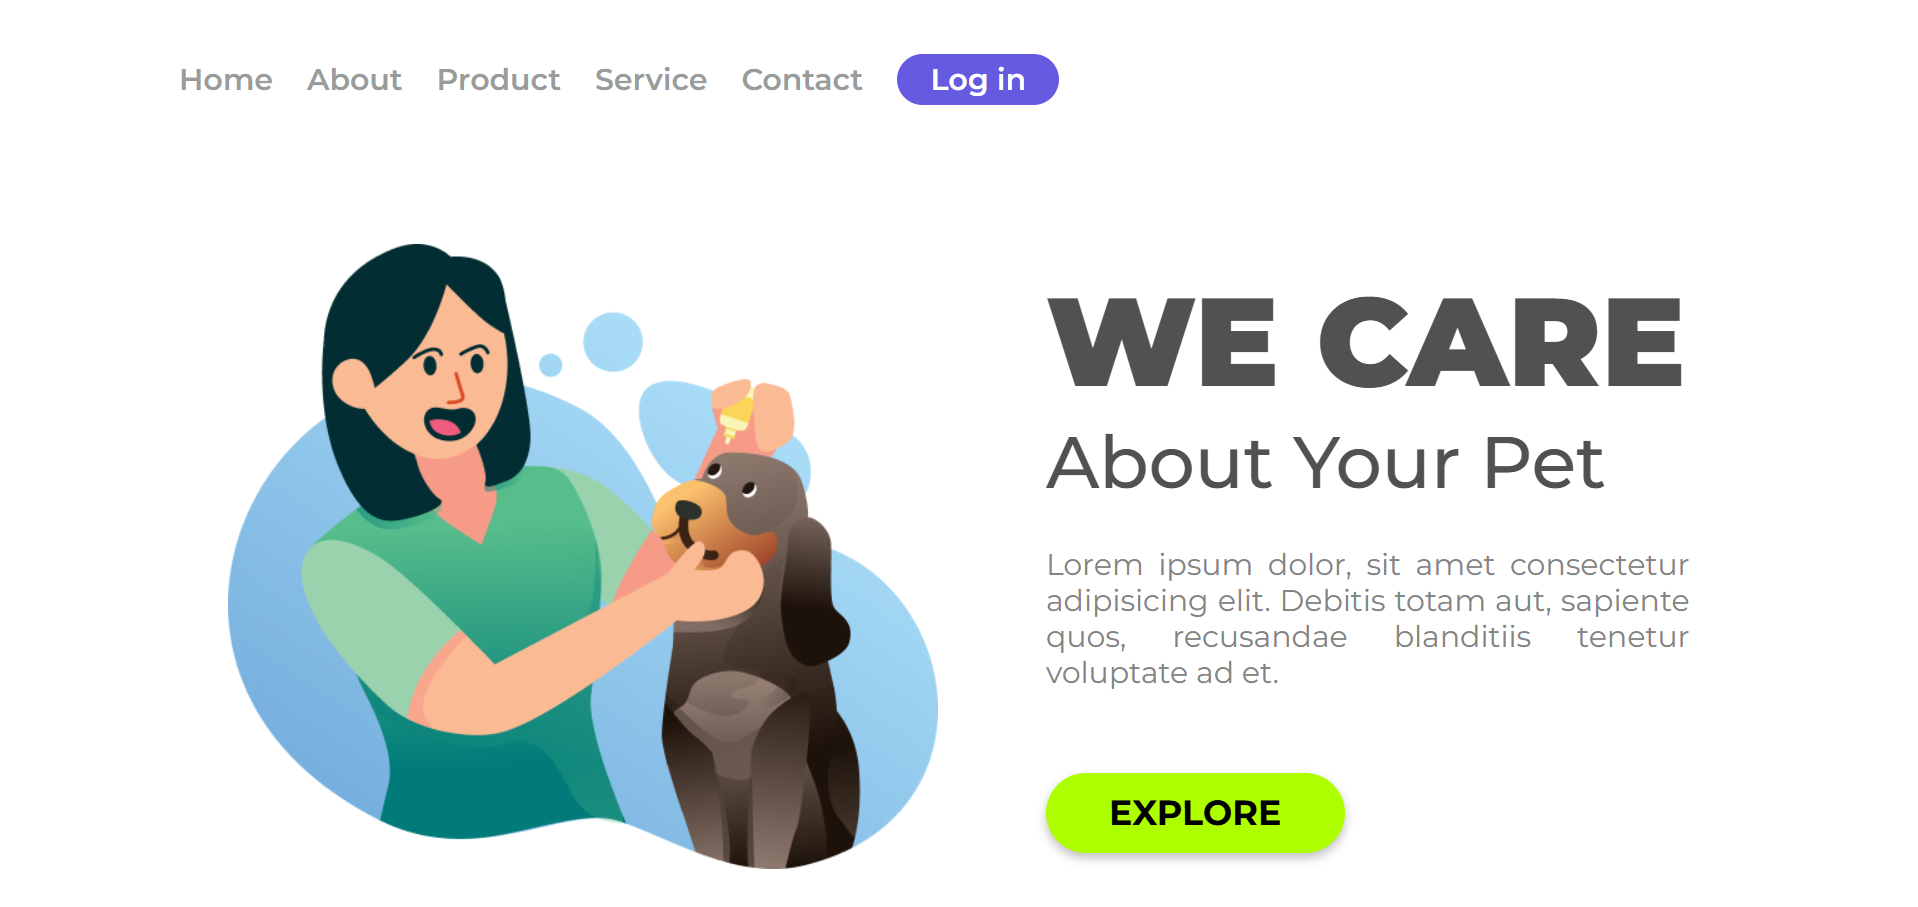 Home About Product Service Contact Log in
WE CARE
About Your Pet
Lorem ipsum dolor, sit amet consectetur
adipisicing elit. Debitis totam aut, sapiente
quos, recusandae blanditiis tenetur
voluptate ad et.
EXPLORE